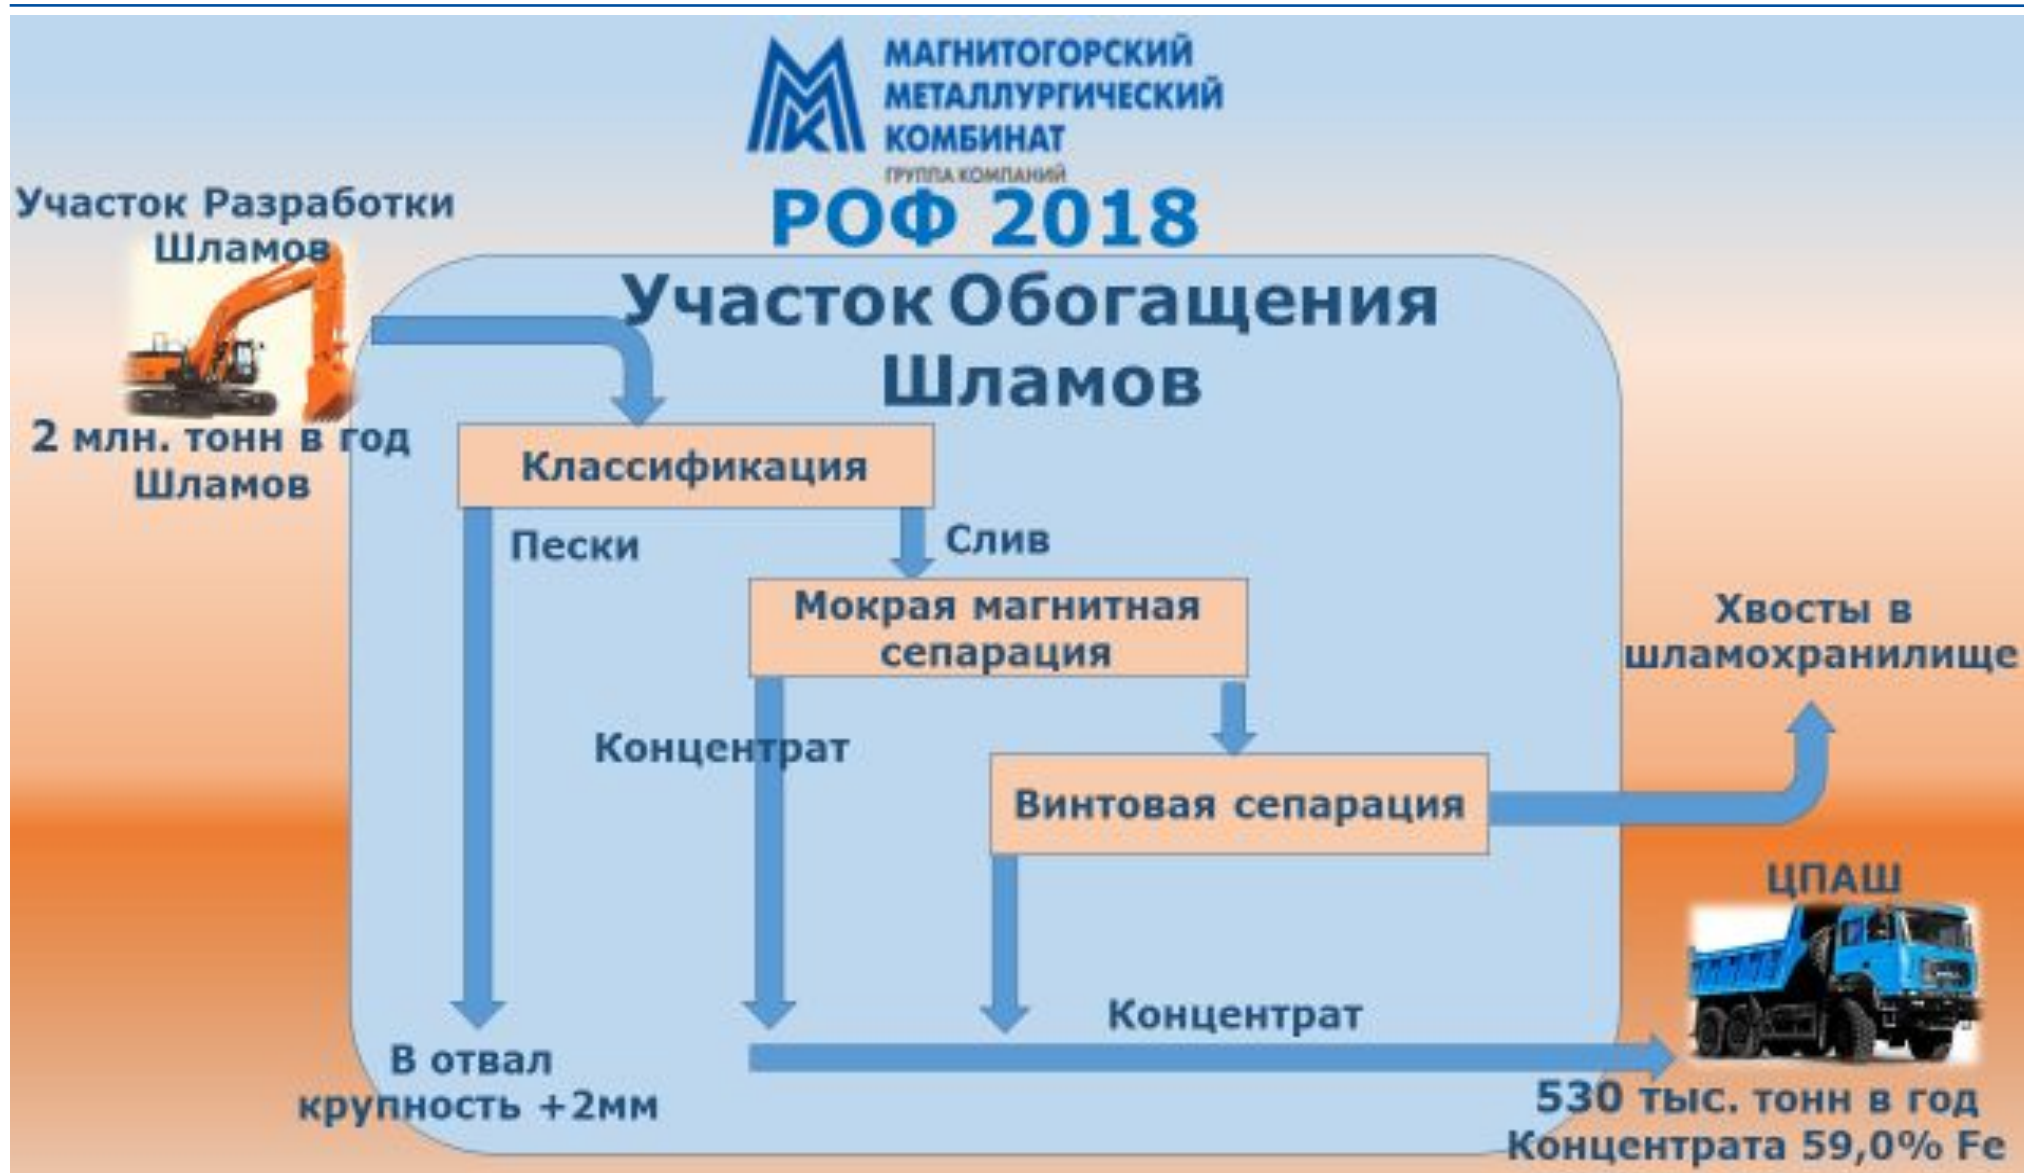 МАГНИТОГОРСКИЙ
МЕТАЛЛУРГИЧЕСКИЙ
КОМБИНАТ
ГРУППА КОМПАНИЙ
РОФ 2018
Участок Разработки
Шламов
2 млн. тонн в год
Шламов
Участок Обогащения
Шламов
Классификация
Пески
Слив
Мокрая магнитная
сепарация
Концентрат
Винтовая сепарация
Хвосты в
шламохранилище
ЦПАШ
Концентрат
В отвал
крупность +2мм
530 тыс. тонн в год
Концентрата 59,0% Fe